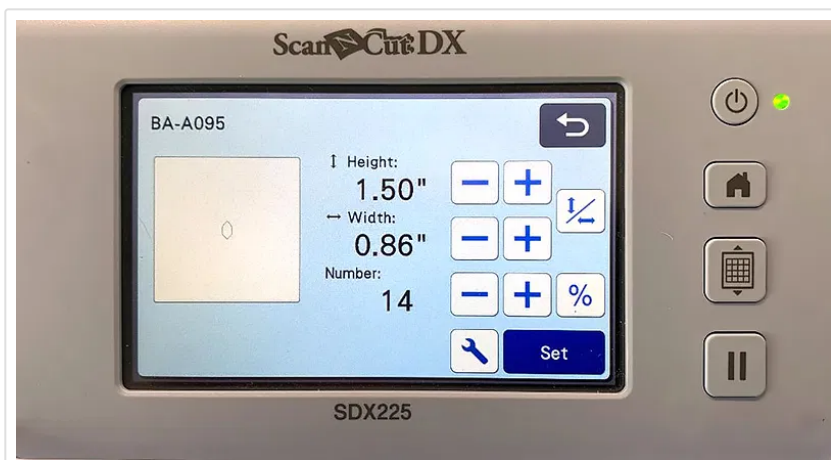 ScanNCut DX
BA-A095
Height:
1.50"
Width:
0.86"
Number:
14
%
Set
SDX225